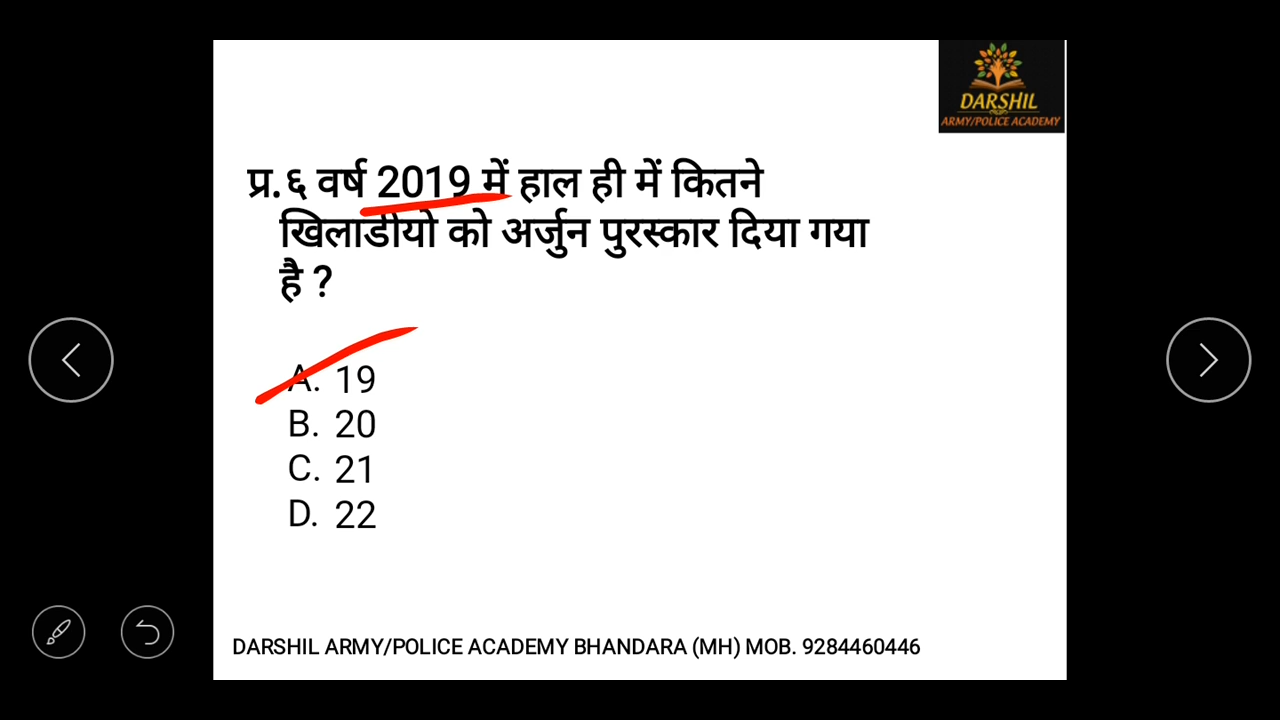 DARSHIL
ARMY/POLICE ACADEMY
प्र.६ वर्ष 2019 में हाल ही में कितने
खिलाडीयो को अर्जुन पुरस्कार दिया गया
है ?
A. 19
B. 20
C. 21
D. 22
DARSHIL ARMY/POLICE ACADEMY BHANDARA (MH) MOB. 9284460446